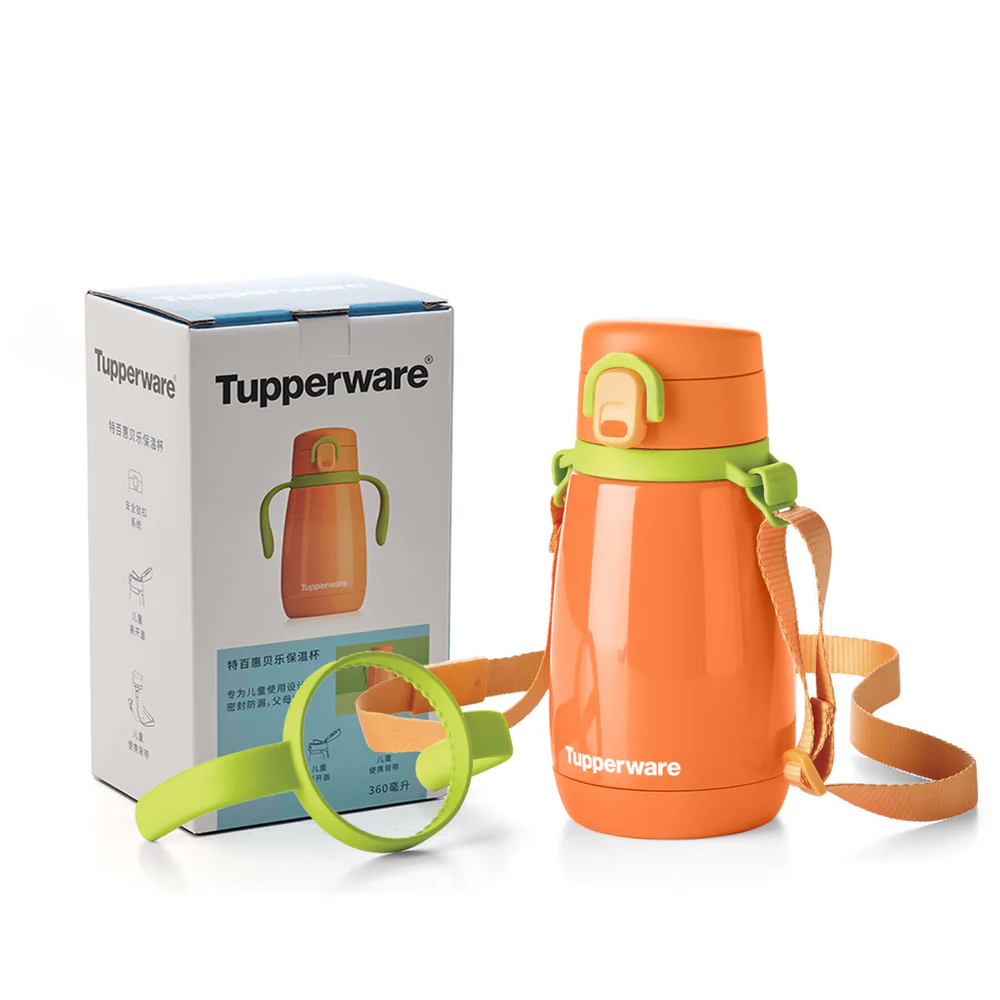 Tupperware
Tupperware®
特百惠贝乐保温杯
安全锁扣
系统
儿童
易开盖
儿童
便携背带
Tupperware®
Tupperware
特百惠贝乐保温杯
专为儿童使用设计
密封防漏，父母
儿童
易开盖
儿童
便携背带
360毫升
Tupperware